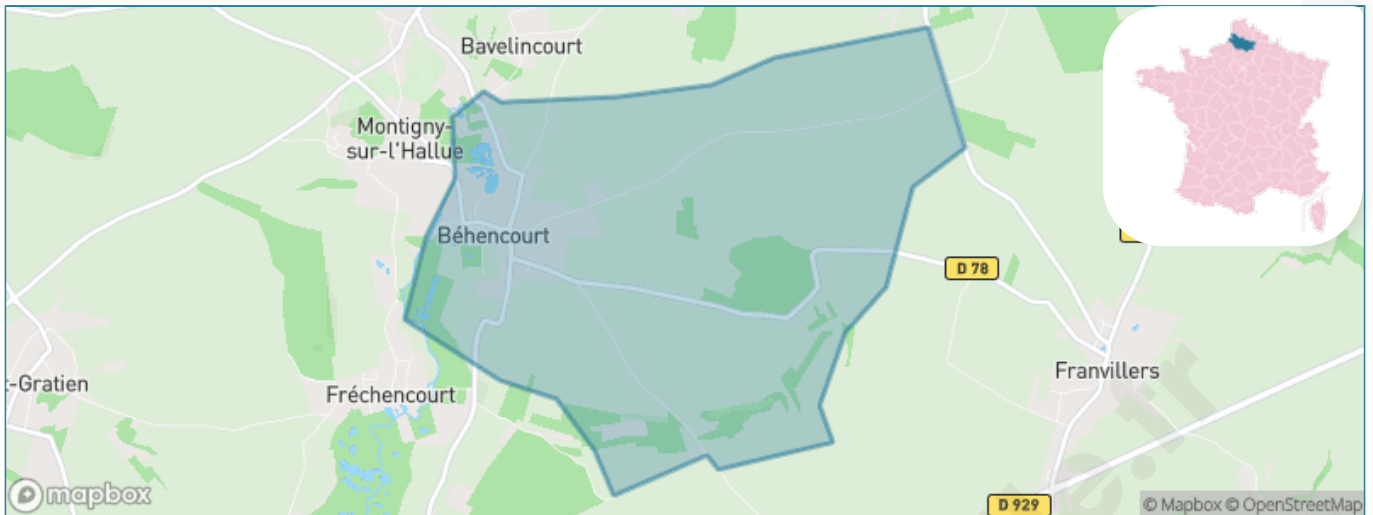 Bavelincourt
Montigny-
sur-l'Hallue
Béhencourt
D 78
Franvillers
-Gratien
Fréchencourt
D 929
mapbox
© Mapbox © OpenStreetMap